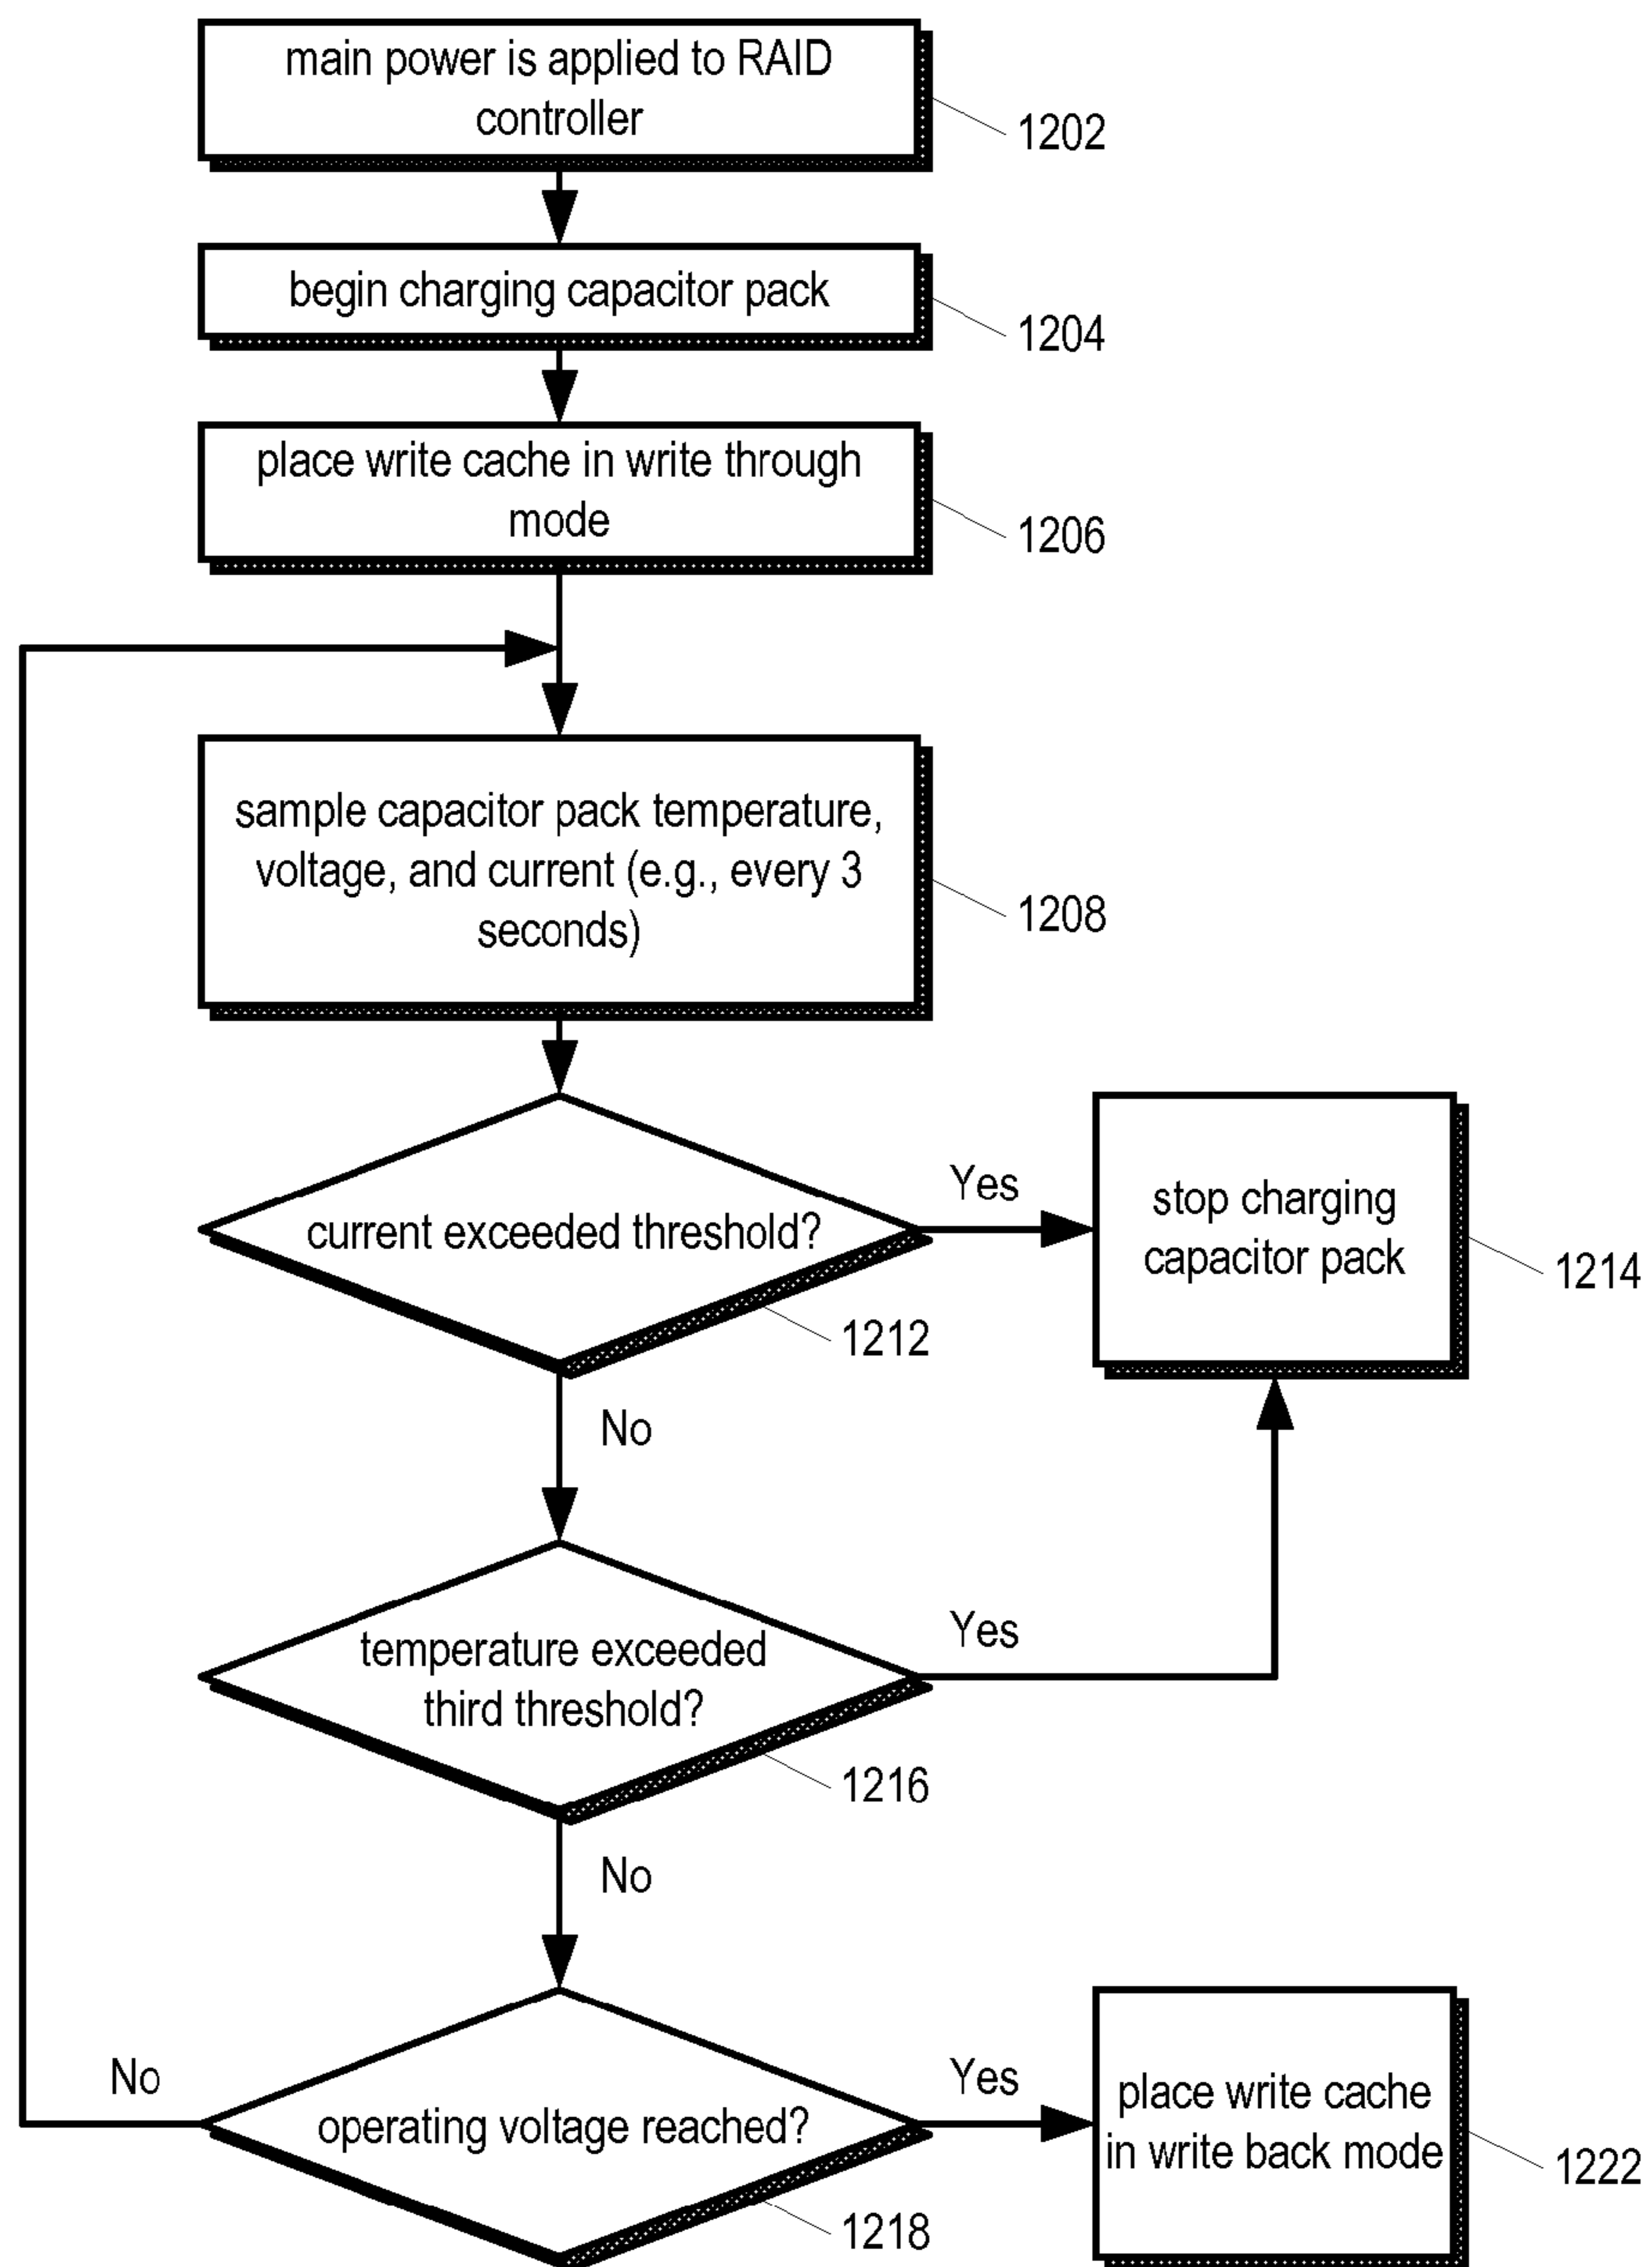 main power is applied to RAID
controller
1202
begin charging capacitor pack
1204
place write cache in write through
mode
1206
sample capacitor pack temperature,
voltage, and current (e.g., every 3
seconds)
1208
current exceeded threshold?
1212
Yes
stop charging
capacitor pack
1214
No
temperature exceeded
third threshold?
1216
Yes
No
operating voltage reached?
1218
No
Yes
place write cache
in write back mode
1222